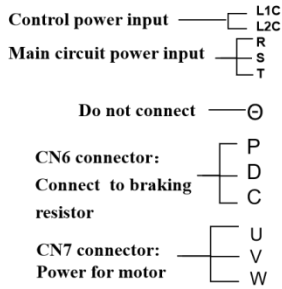 Control power input
L1C
L2C
Main circuit power input
R
S
T
Do not connect
Θ
CN6 connector:
Connect to braking
resistor
P
D
C
CN7 connector:
Power for motor
U
V
W